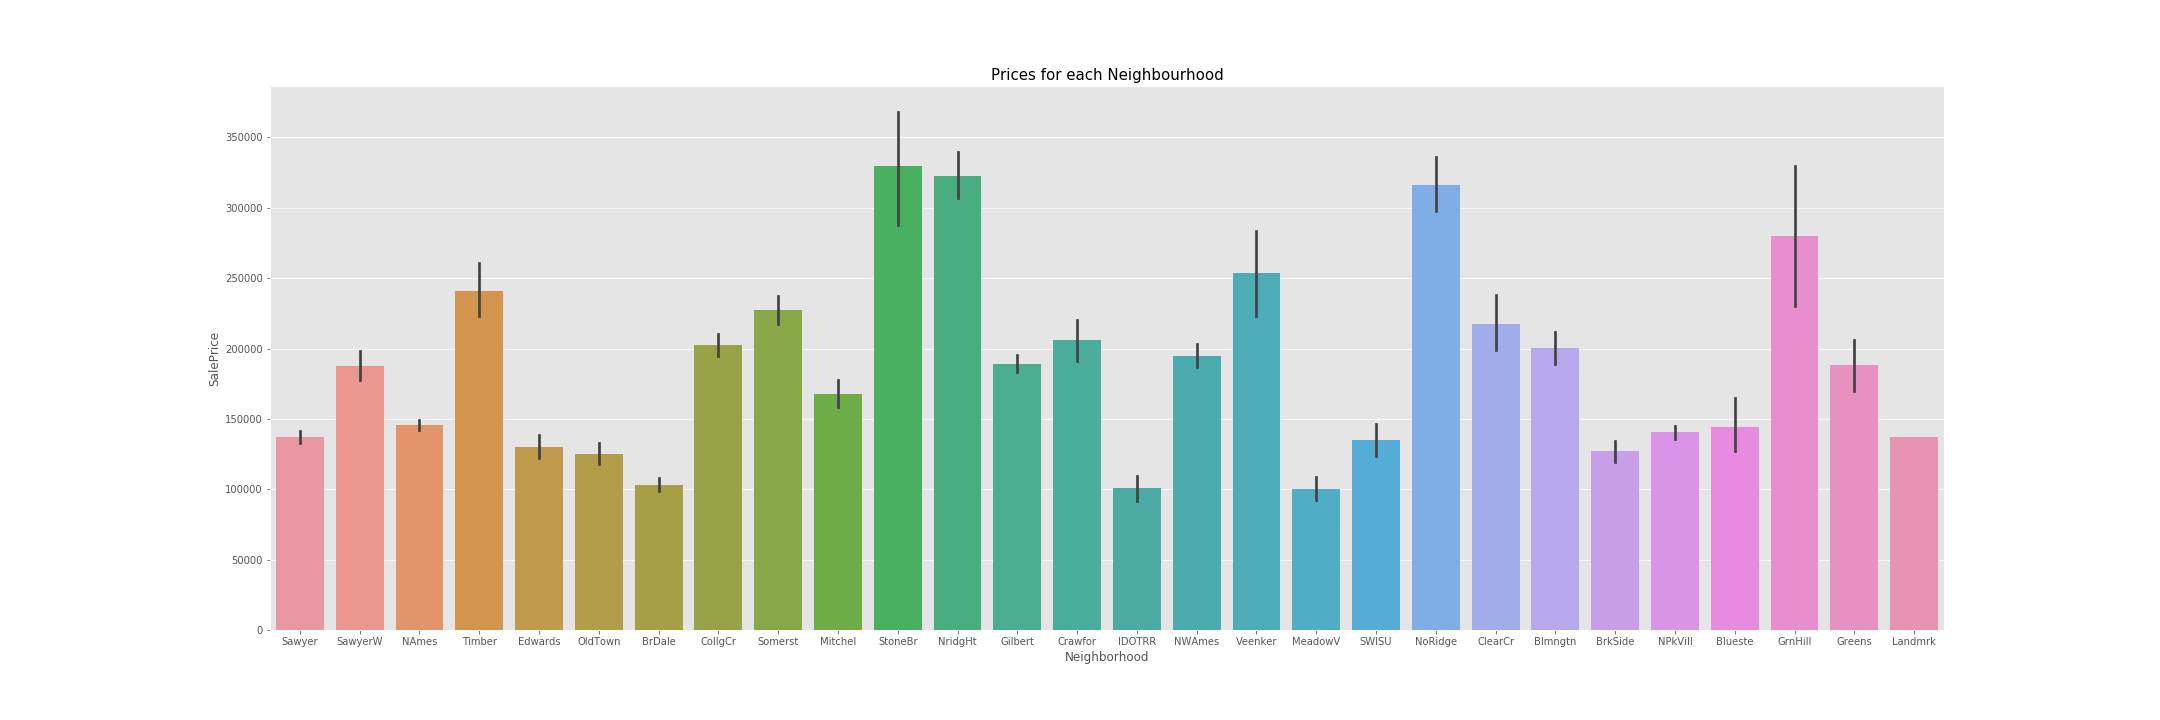 Prices for each Neighbourhood
350000
300000
250000
200000
150000
100000
50000
0
SalePrice
Sawyer SawyerW NAmes Timber Edwards OldTown BrDale CollgCr Somerst Mitchel StoneBr NridgHt Gilbert Crawfor IDOTRR NWAmes Veenker MeadowV SWISU NoRidge ClearCr Blmngtn BrkSide NPkVill Blueste GrnHill Greens Landmrk
Neighborhood